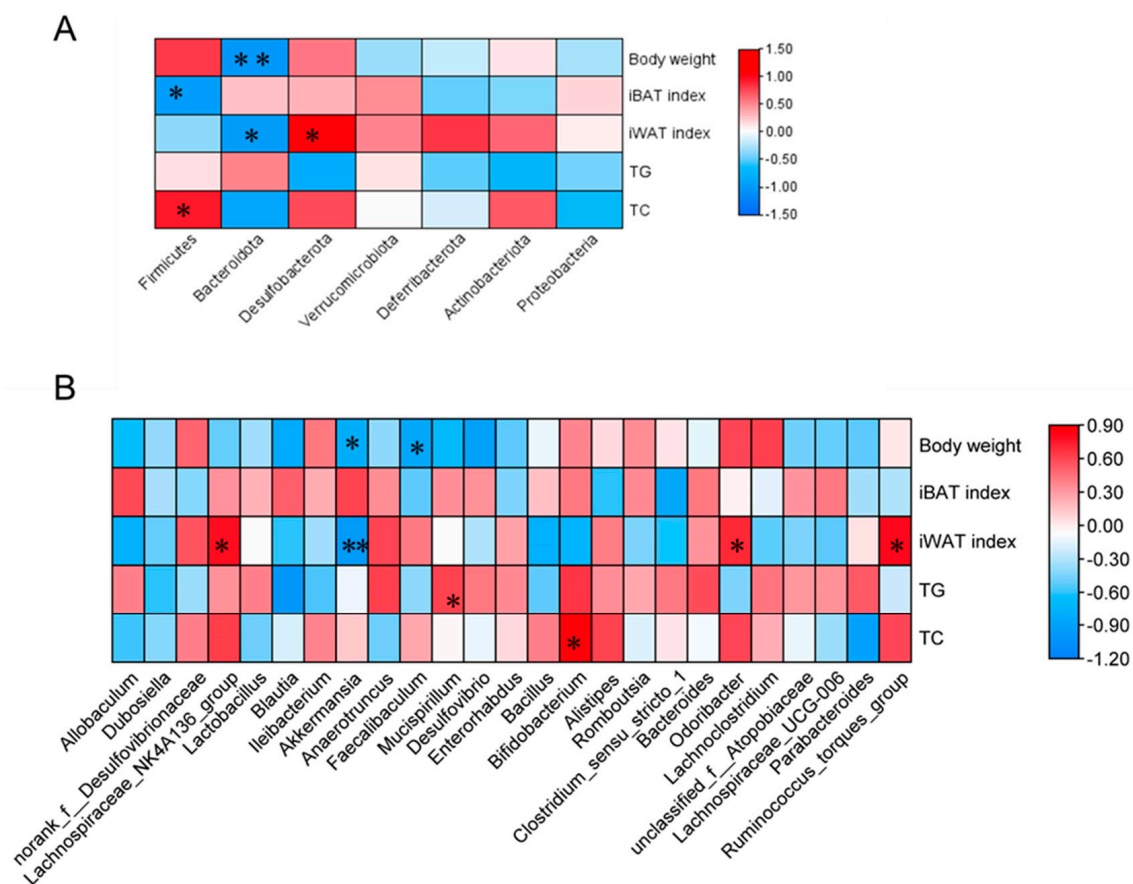 A
** Body weight
* iBAT index
* * iWAT index
TG
* TC
1.50
1.00
0.50
0.00
-0.50
-1.00
-1.50
Firmicutes
Bacteroidota
Desulfobacterota
Verrucomicrobiota
Deferribacterota
Actinobacteriota
Proteobacteria
B
* * Body weight
iBAT index
* ** * * iWAT index
* TG
* TC
0.90
0.60
0.30
0.00
-0.30
-0.60
-0.90
-1.20
Allobaculum
Dubosiella
norank_f__Desulfovibrionaceae
Lachnospiraceae_NK4A136_group
Lactobacillus
Blautia
Ileibacterium
Akkermansia
Anaerotruncus
Faecalibaculum
Mucispirillum
Desulfovibrio
Enterorhabdus
Bacillus
Bifidobacterium
Alistipes
Romboutsia
Clostridium_sensu_stricto_1
Bacteroides
Odoribacter
Lachnoclostridium
unclassified_f__Atopobiaceae
Lachnospiraceae_UCG-006
Parabacteroides
Ruminococcus_torques_group